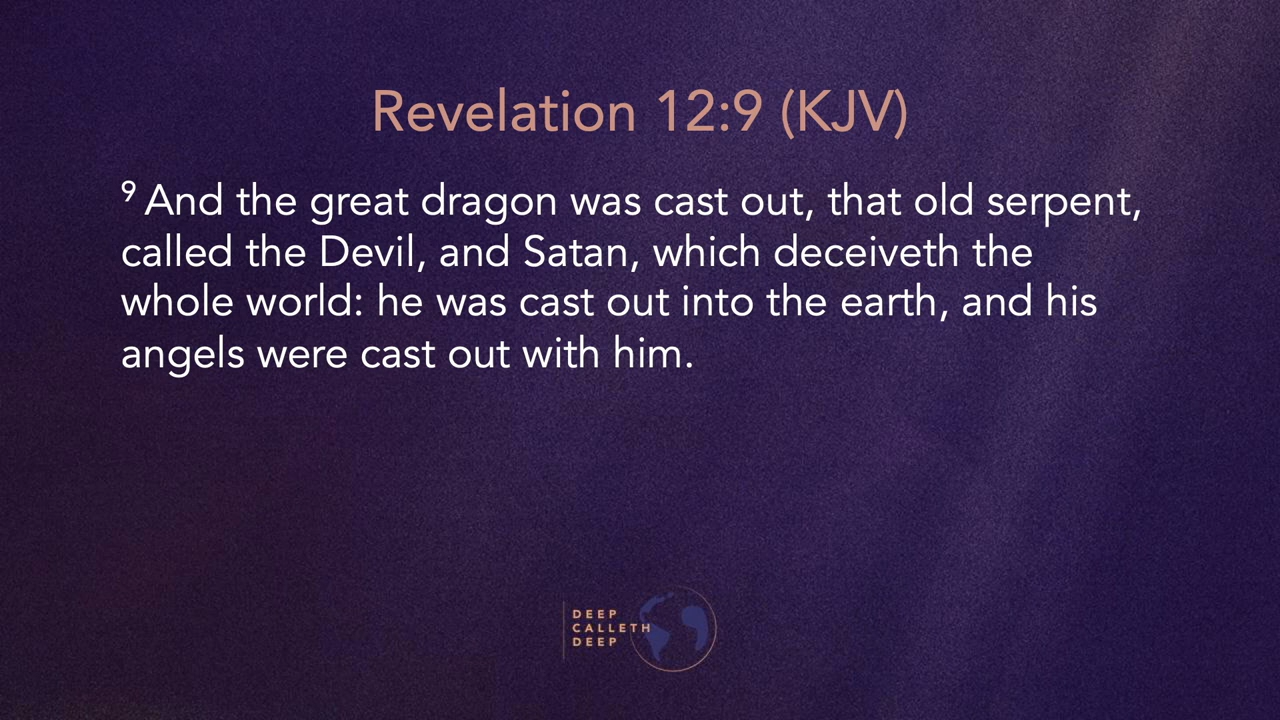 Revelation 12:9 (KJV)
⁹ And the great dragon was cast out, that old serpent,
called the Devil, and Satan, which deceiveth the
whole world: he was cast out into the earth, and his
angels were cast out with him.
DEEP
CALLETH
DEEP